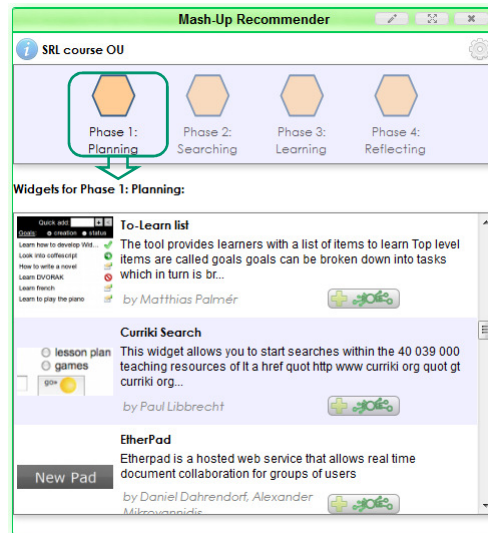 Mash-Up Recommender
SRL course OU
Phase 1:
Planning
Phase 2:
Searching
Phase 3:
Learning
Phase 4:
Reflecting
Widgets for Phase 1: Planning:
Quick add
Goals: creation status
Learn how to develop Wid...
Look into coffescript
How to write a novel
Learn DVORAK
Learn french
Learn to play the piano
To-Learn list
The tool provides learners with a list of items to learn Top level
items are called goals goals can be broken down into tasks
which in turn is br...
by Matthias Palmér
lesson plan
games
go»
Curriki Search
This widget allows you to start searches within the 40 039 000
teaching resources of lt a href quot http www curriki org quot gt
curriki org...
by Paul Libbrecht
New Pad
EtherPad
Etherpad is a hosted web service that allows real time
document collaboration for groups of users
by Daniel Dahrendorf, Alexander
Mikroyannidis